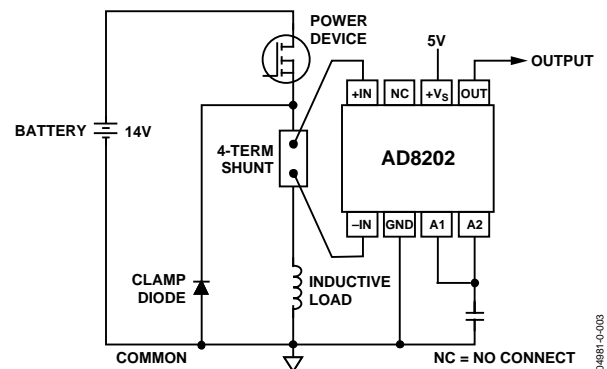 POWER
DEVICE
5V
OUTPUT
+IN
NC
+VS
OUT
BATTERY
14V
4-TERM
SHUNT
AD8202
–IN
GND
A1
A2
CLAMP
DIODE
INDUCTIVE
LOAD
COMMON
NC = NO CONNECT
04981-0-003